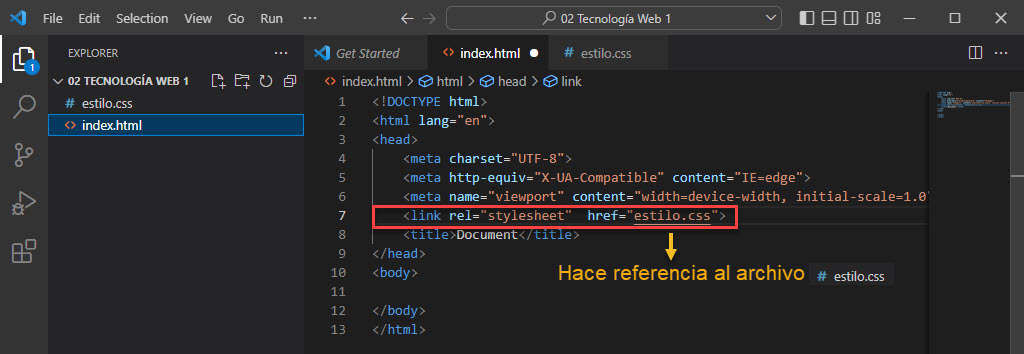 File Edit Selection View Go Run ··· 02 Tecnología Web 1
EXPLORER ···
Get Started index.html estilo.css
02 TECNOLOGÍA WEB 1
index.html > html > head > link
# estilo.css
<> index.html
1
1 <!DOCTYPE html>
2 <html lang="en">
3 <head>
4 <meta charset="UTF-8">
5 <meta http-equiv="X-UA-Compatible" content="IE=edge">
6 <meta name="viewport" content="width=device-width, initial-scale=1.0"
7 <link rel="stylesheet"  href="estilo.css">
8 <title>Document</title>
9 </head>
10 <body>
11
12 </body>
13 </html>
Hace referencia al archivo # estilo.css